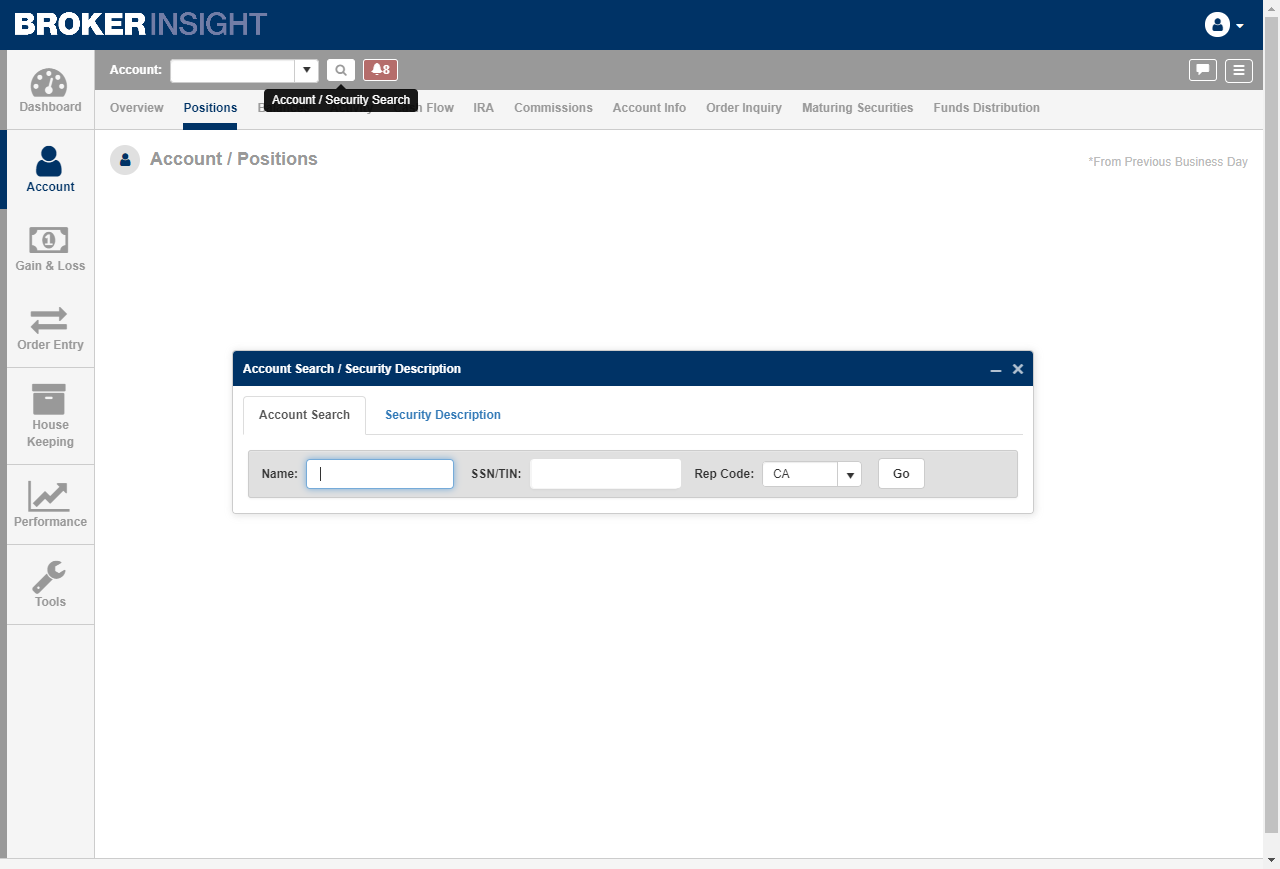 BROKERINSIGHT
Account:
8
Account / Security Search
Dashboard
Overview
Positions
Flow
IRA
Commissions
Account Info
Order Inquiry
Maturing Securities
Funds Distribution
Account / Positions
*From Previous Business Day
Account
Gain & Loss
Order Entry
House
Keeping
Performance
Tools
Account Search / Security Description
Account Search
Security Description
Name:
SSN/TIN:
Rep Code:
CA
Go